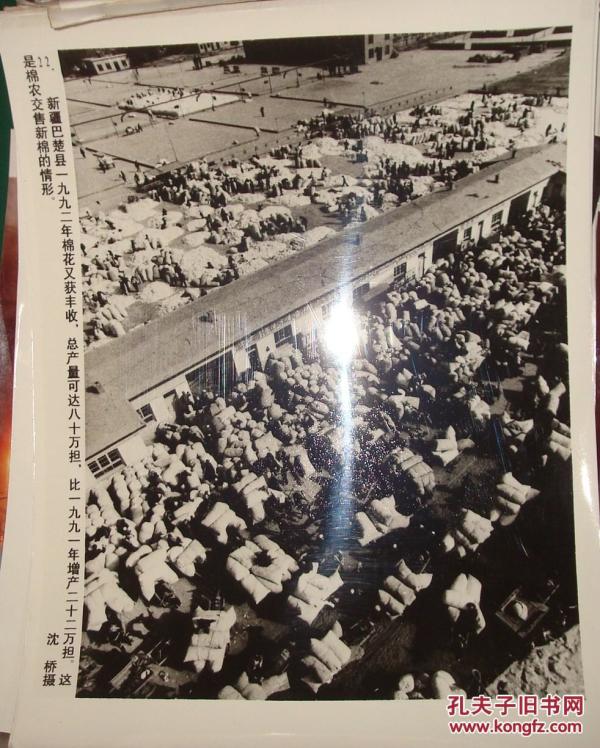 22. 新疆巴楚县一九九二年棉花又获丰收，总产量可达八十万担，比一九九一年增产二十二万担。这
是棉农交售新棉的情形。
沈桥摄
孔夫子旧书网
www.kongfz.com